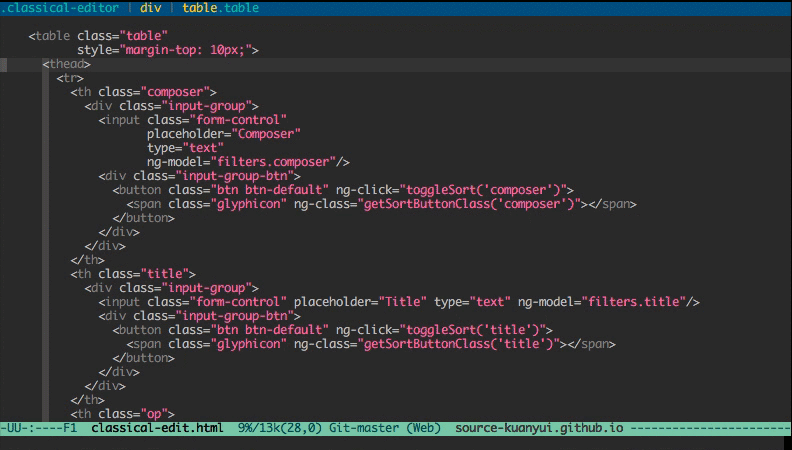 .classical-editor | div | table.table
<table class="table"
style="margin-top: 10px;">
<thead>
<tr>
<th class="composer">
<div class="input-group">
<input class="form-control"
placeholder="Composer"
type="text"
ng-model="filters.composer"/>
<div class="input-group-btn">
<button class="btn btn-default" ng-click="toggleSort('composer')">
<span class="glyphicon" ng-class="getSortButtonClass('composer')"></span>
</button>
</div>
</div>
</th>
<th class="title">
<div class="input-group">
<input class="form-control" placeholder="Title" type="text" ng-model="filters.title"/>
<div class="input-group-btn">
<button class="btn btn-default" ng-click="toggleSort('title')">
<span class="glyphicon" ng-class="getSortButtonClass('title')"></span>
</button>
</div>
</div>
</th>
<th class="op">
-UU-:----F1  classical-edit.html   9%/13k(28,0) Git-master (Web)  source-kuanyui.github.io -----------------------